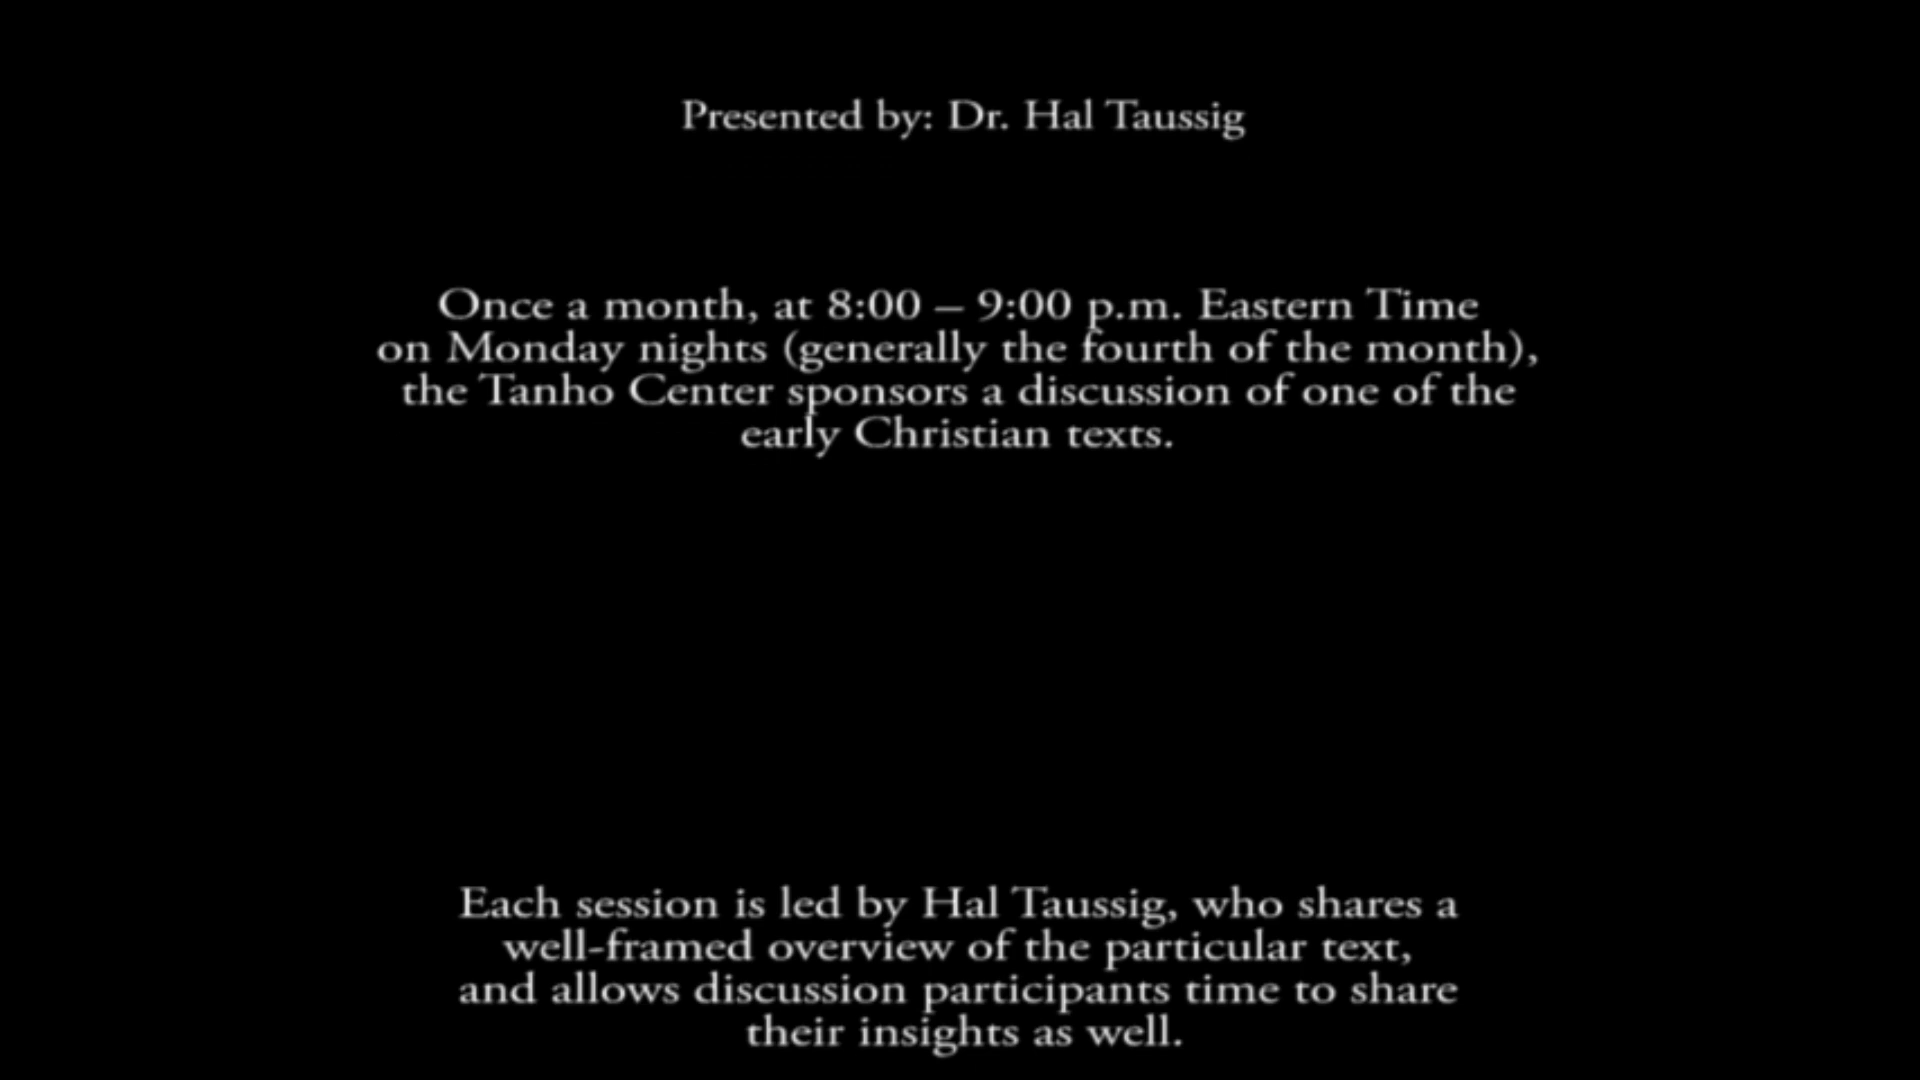 Presented by: Dr. Hal Taussig
Once a month, at 8:00 – 9:00 p.m. Eastern Time
on Monday nights (generally the fourth of the month),
the Tanho Center sponsors a discussion of one of the
early Christian texts.
Each session is led by Hal Taussig, who shares a
well-framed overview of the particular text,
and allows discussion participants time to share
their insights as well.